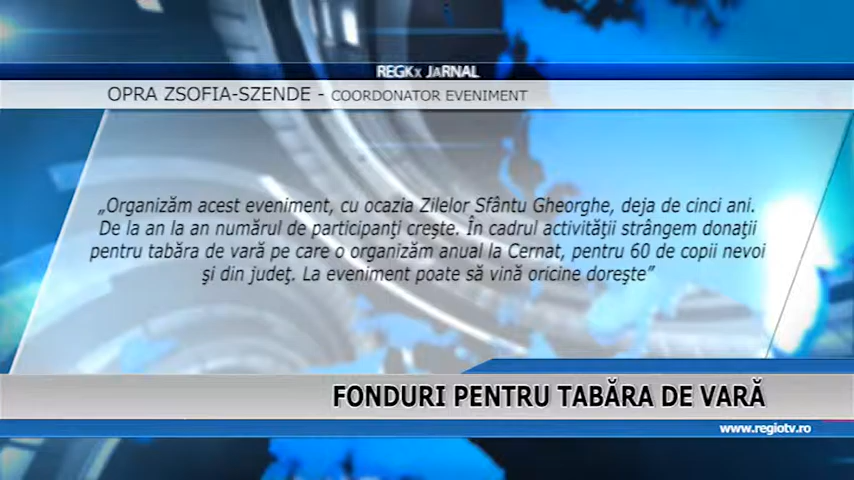 REGKx JaRNAL
OPRA ZSOFIA-SZENDE - COORDONATOR EVENIMENT
„Organizăm acest eveniment, cu ocazia Zilelor Sfântu Gheorghe, deja de cinci ani.
De la an la an numărul de participanţi creşte. În cadrul activităţii strângem donaţii
pentru tabăra de vară pe care o organizăm anual la Cernat, pentru 60 de copii nevoi
şi din judeţ. La eveniment poate să vină oricine doreşte”
FONDURI PENTRU TABĂRA DE VARĂ
www.regiotv.ro